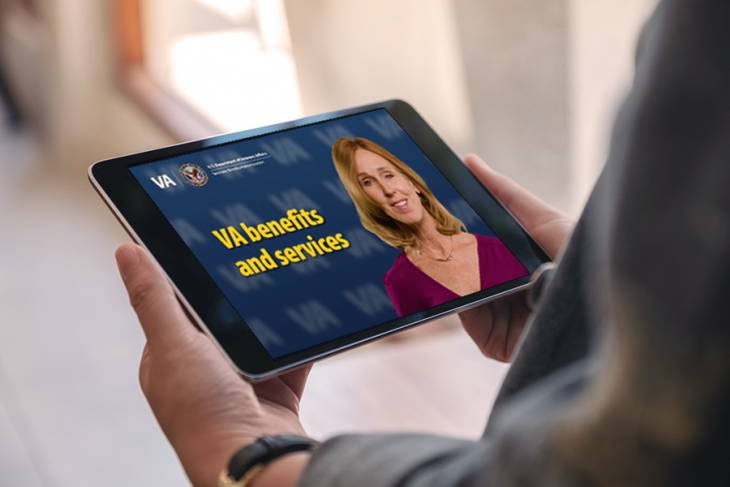 VA
U.S. Department of Veterans Affairs
VA benefits
and services